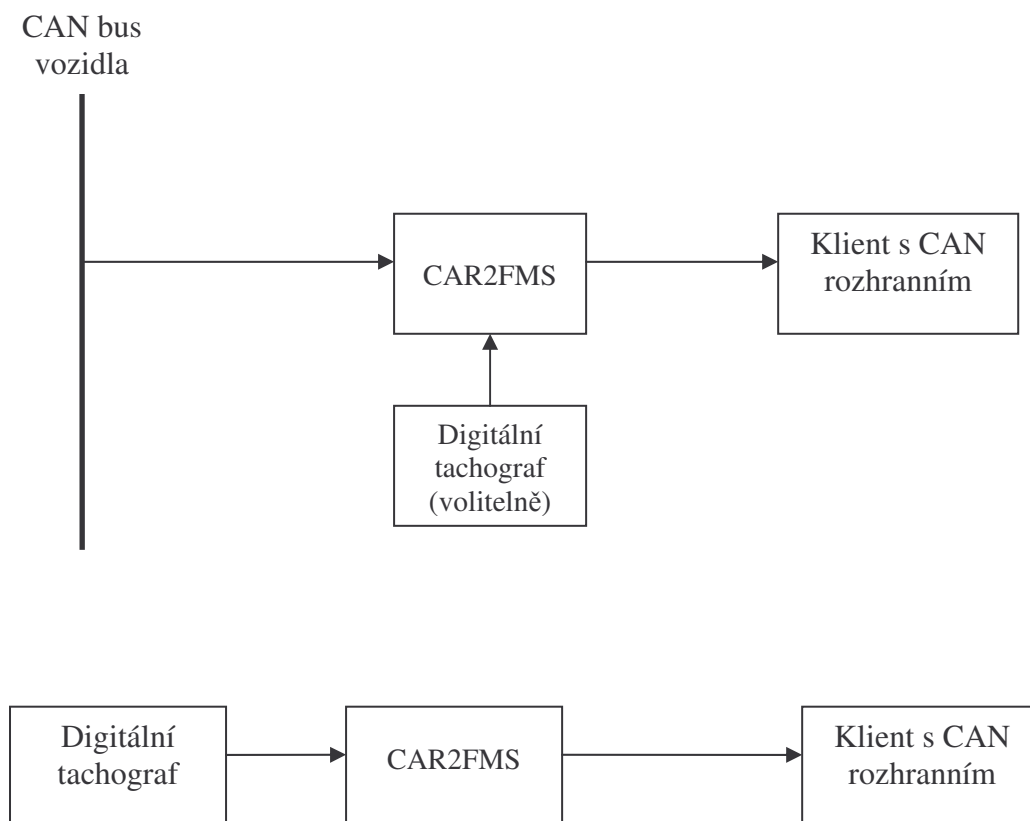 CAN bus
vozidla
CAR2FMS
Klient s CAN
rozhranním
Digitální
tachograf
(volitelně)
Digitální
tachograf
CAR2FMS
Klient s CAN
rozhranním